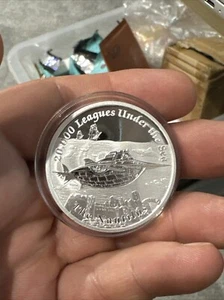 20,000 Leagues Under the Sea